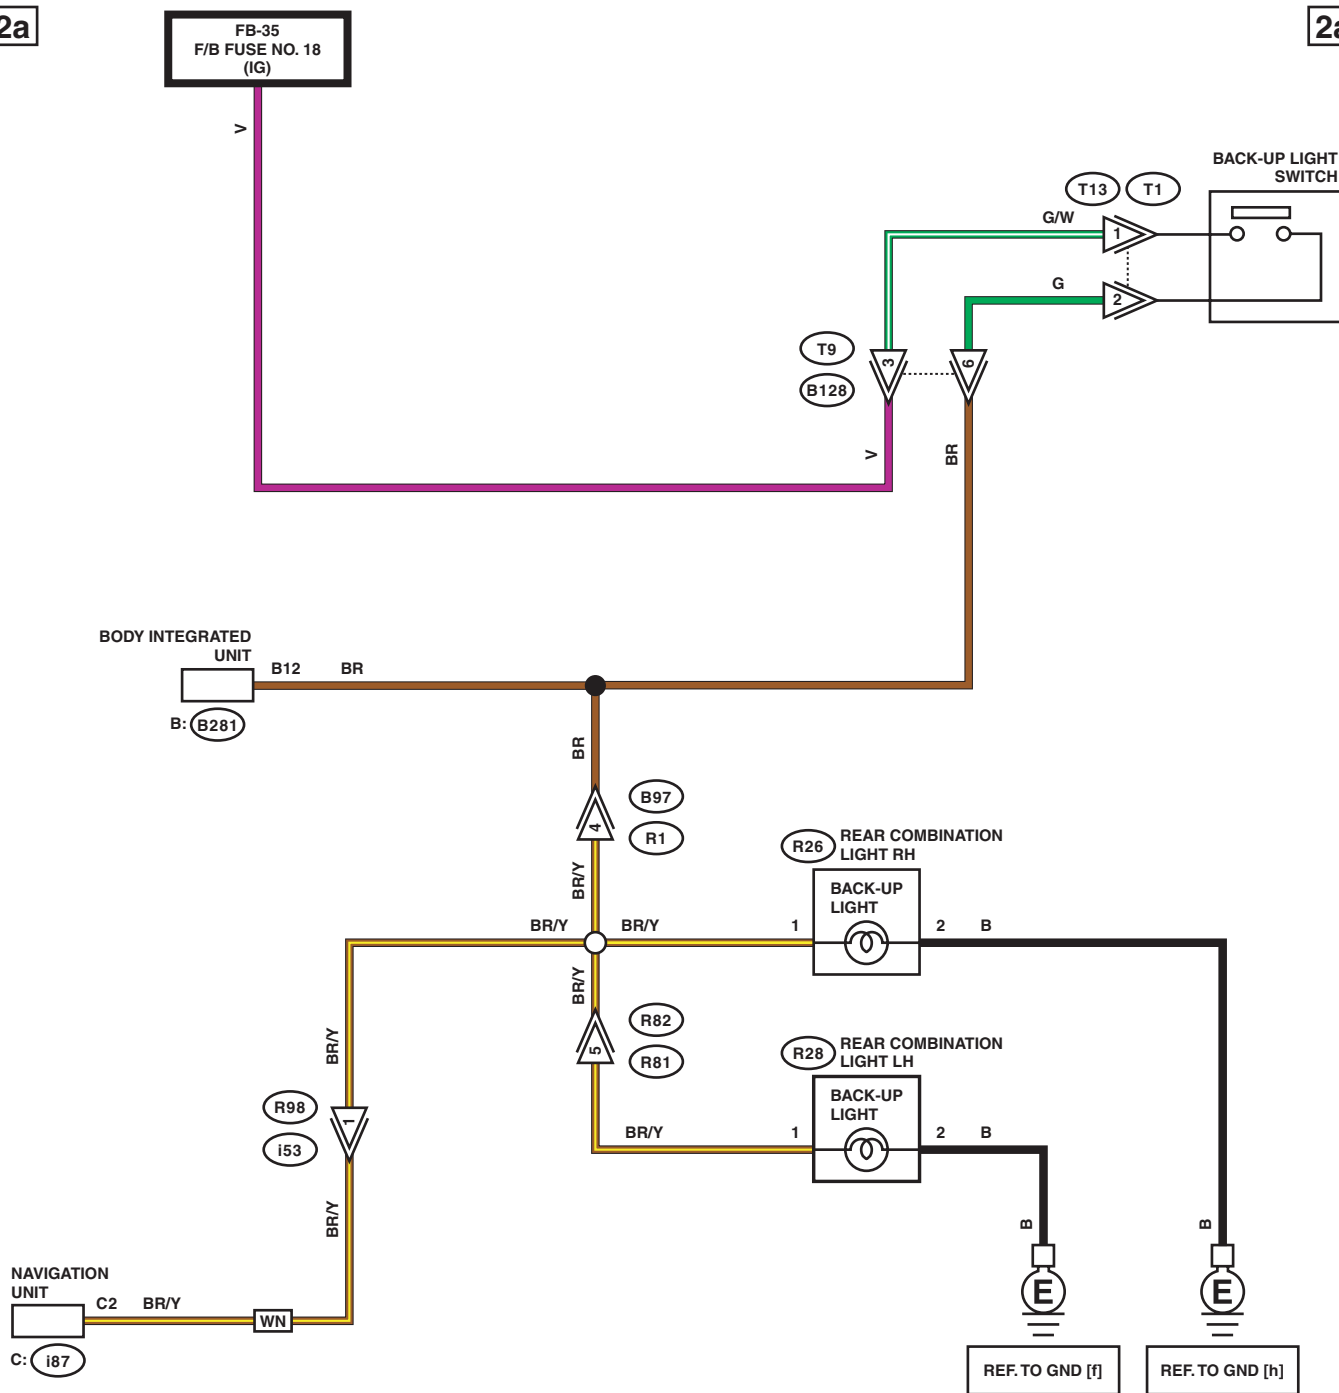 2a
2a
FB-35
F/B FUSE NO. 18
(IG)
V
BACK-UP LIGHT
SWITCH
T13
T1
G/W
1
G
2
T9
B128
3
6
V
BR
BODY INTEGRATED
UNIT
B12
BR
B:
B281
BR
B97
R1
4
BR/Y
R26
REAR COMBINATION
LIGHT RH
BACK-UP
LIGHT
BR/Y
BR/Y
1
2
B
BR/Y
R82
R81
5
R28
REAR COMBINATION
LIGHT LH
BACK-UP
LIGHT
BR/Y
1
2
B
BR/Y
R98
i53
1
BR/Y
B
B
E
E
NAVIGATION
UNIT
C2
BR/Y
WN
C:
i87
REF. TO GND [f]
REF. TO GND [h]